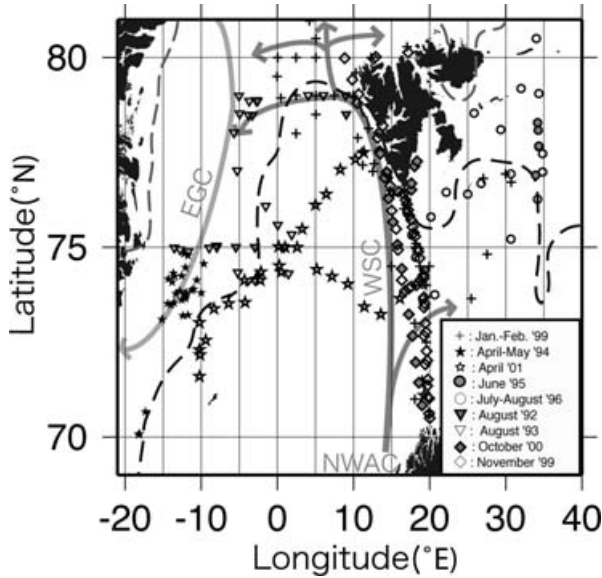 80
75
70
Latitude(°N)
-20 -10 0 10 20 30 40
Longitude(°E)
EGC
WSC
NWAC
+ : Jan.-Feb. '99
★ : April-May '94
☆ : April '01
: June '95
○ : July-August '96
▼ : August '92
▽ : August '93
◆ : October '00
◇ : November '99